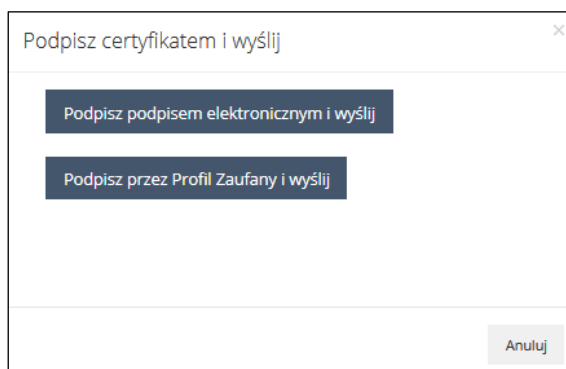 Podpisz certyfikatem i wyślij
×
Podpisz podpisem elektronicznym i wyślij
Podpisz przez Profil Zaufany i wyślij
Anuluj